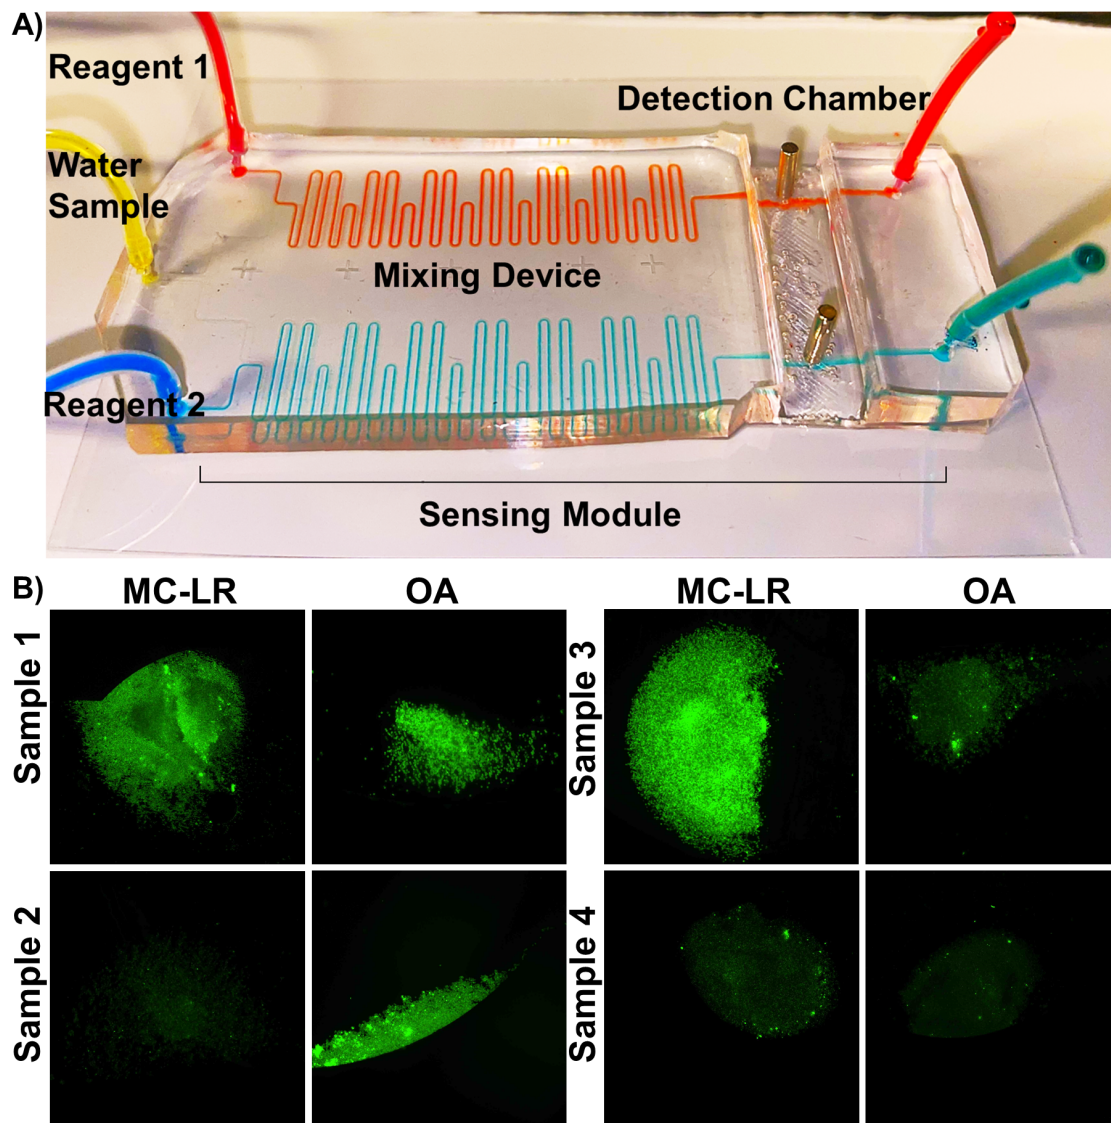 A)
Reagent 1
Detection Chamber
Water
Sample
Mixing Device
Reagent 2
Sensing Module
B)
MC-LR
OA
MC-LR
OA
Sample 1
Sample 3
Sample 2
Sample 4